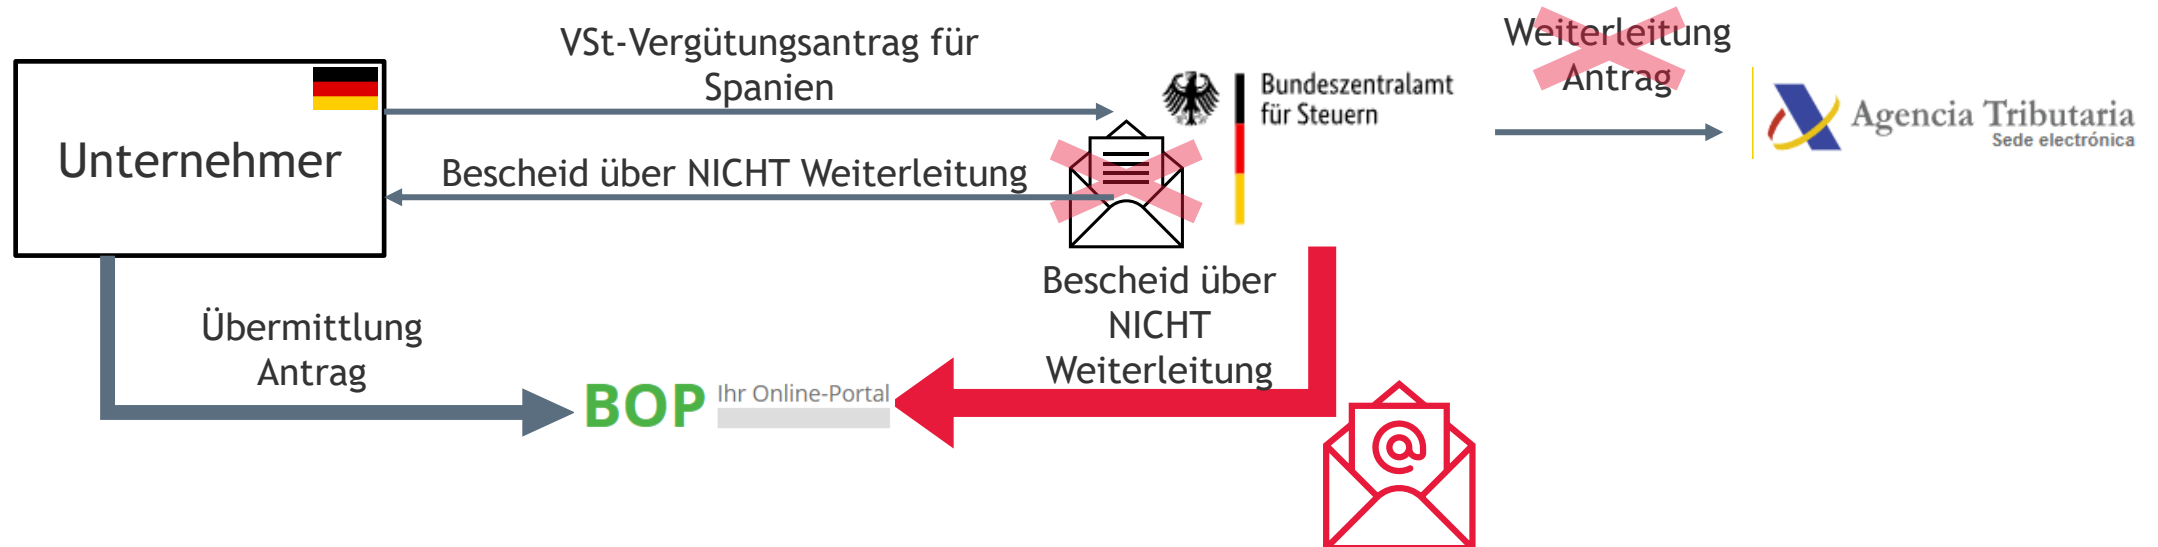 VSt-Vergütungsantrag für
Spanien
Weiterleitung
Antrag
Unternehmer
Bundeszentralamt
für Steuern
Agencia Tributaria
Sede electrónica
Bescheid über NICHT Weiterleitung
Bescheid über
NICHT
Weiterleitung
Übermittlung
Antrag
BOP Ihr Online-Portal
@